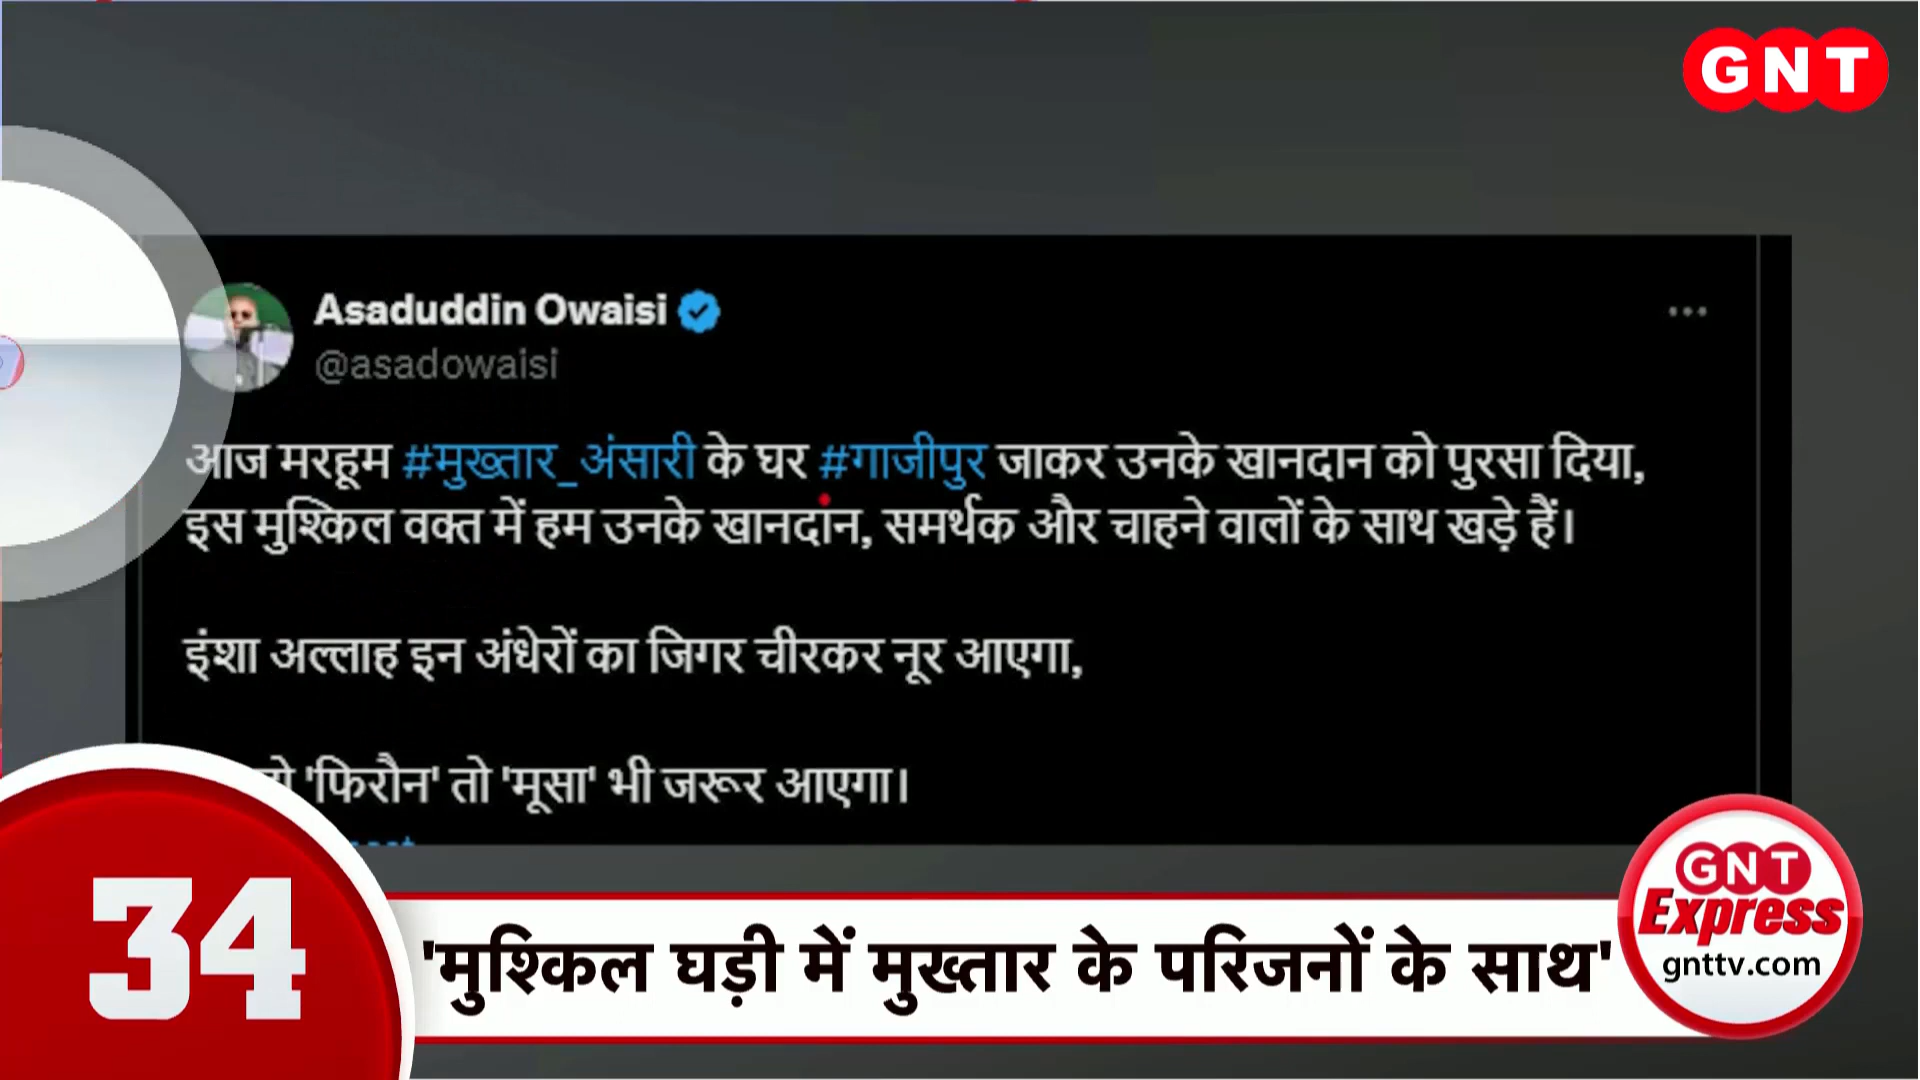 GNT
Asaduddin Owaisi
@asadowaisi
आज मरहूम #मुख्तार_अंसारी के घर #गाजीपुर जाकर उनके खानदान को पुरसा दिया,
इस मुश्किल वक्त में हम उनके खानदान, समर्थक और चाहने वालों के साथ खड़े हैं।
इंशा अल्लाह इन अंधेरों का जिगर चीरकर नूर आएगा,
'फिरौन' तो 'मूसा' भी जरूर आएगा।
34
'मुश्किल घड़ी में मुख्तार के परिजनों के साथ'
GNT
Express
gnttv.com